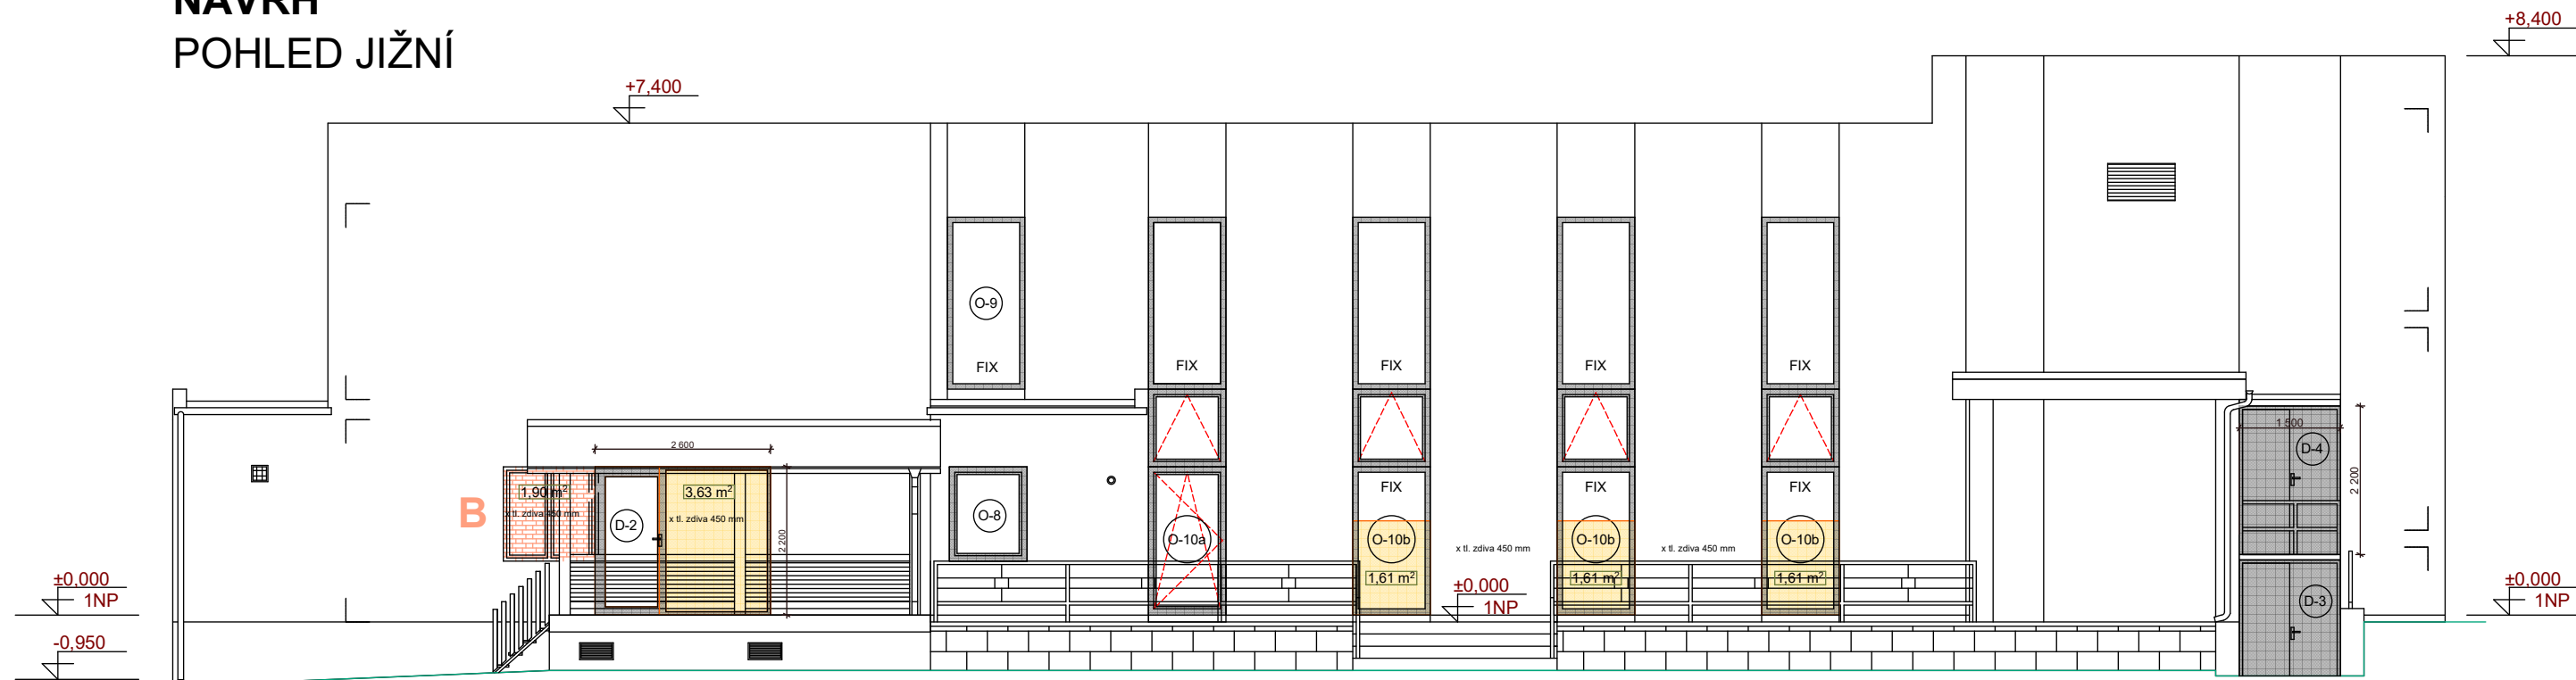 NÁVRH
POHLED JIŽNÍ
+8,400
+7,400
O-9
FIX
FIX
FIX
FIX
FIX
2 600
1 500
D-4
2 200
B
1,90 m²
x tl. zdiva 450 mm
D-2
3,63 m²
x tl. zdiva 450 mm
2 200
O-8
O-10a
FIX
O-10b
1,61 m²
x tl. zdiva 450 mm
FIX
O-10b
1,61 m²
x tl. zdiva 450 mm
FIX
O-10b
1,61 m²
±0,000
1NP
±0,000
1NP
±0,000
1NP
D-3
-0,950